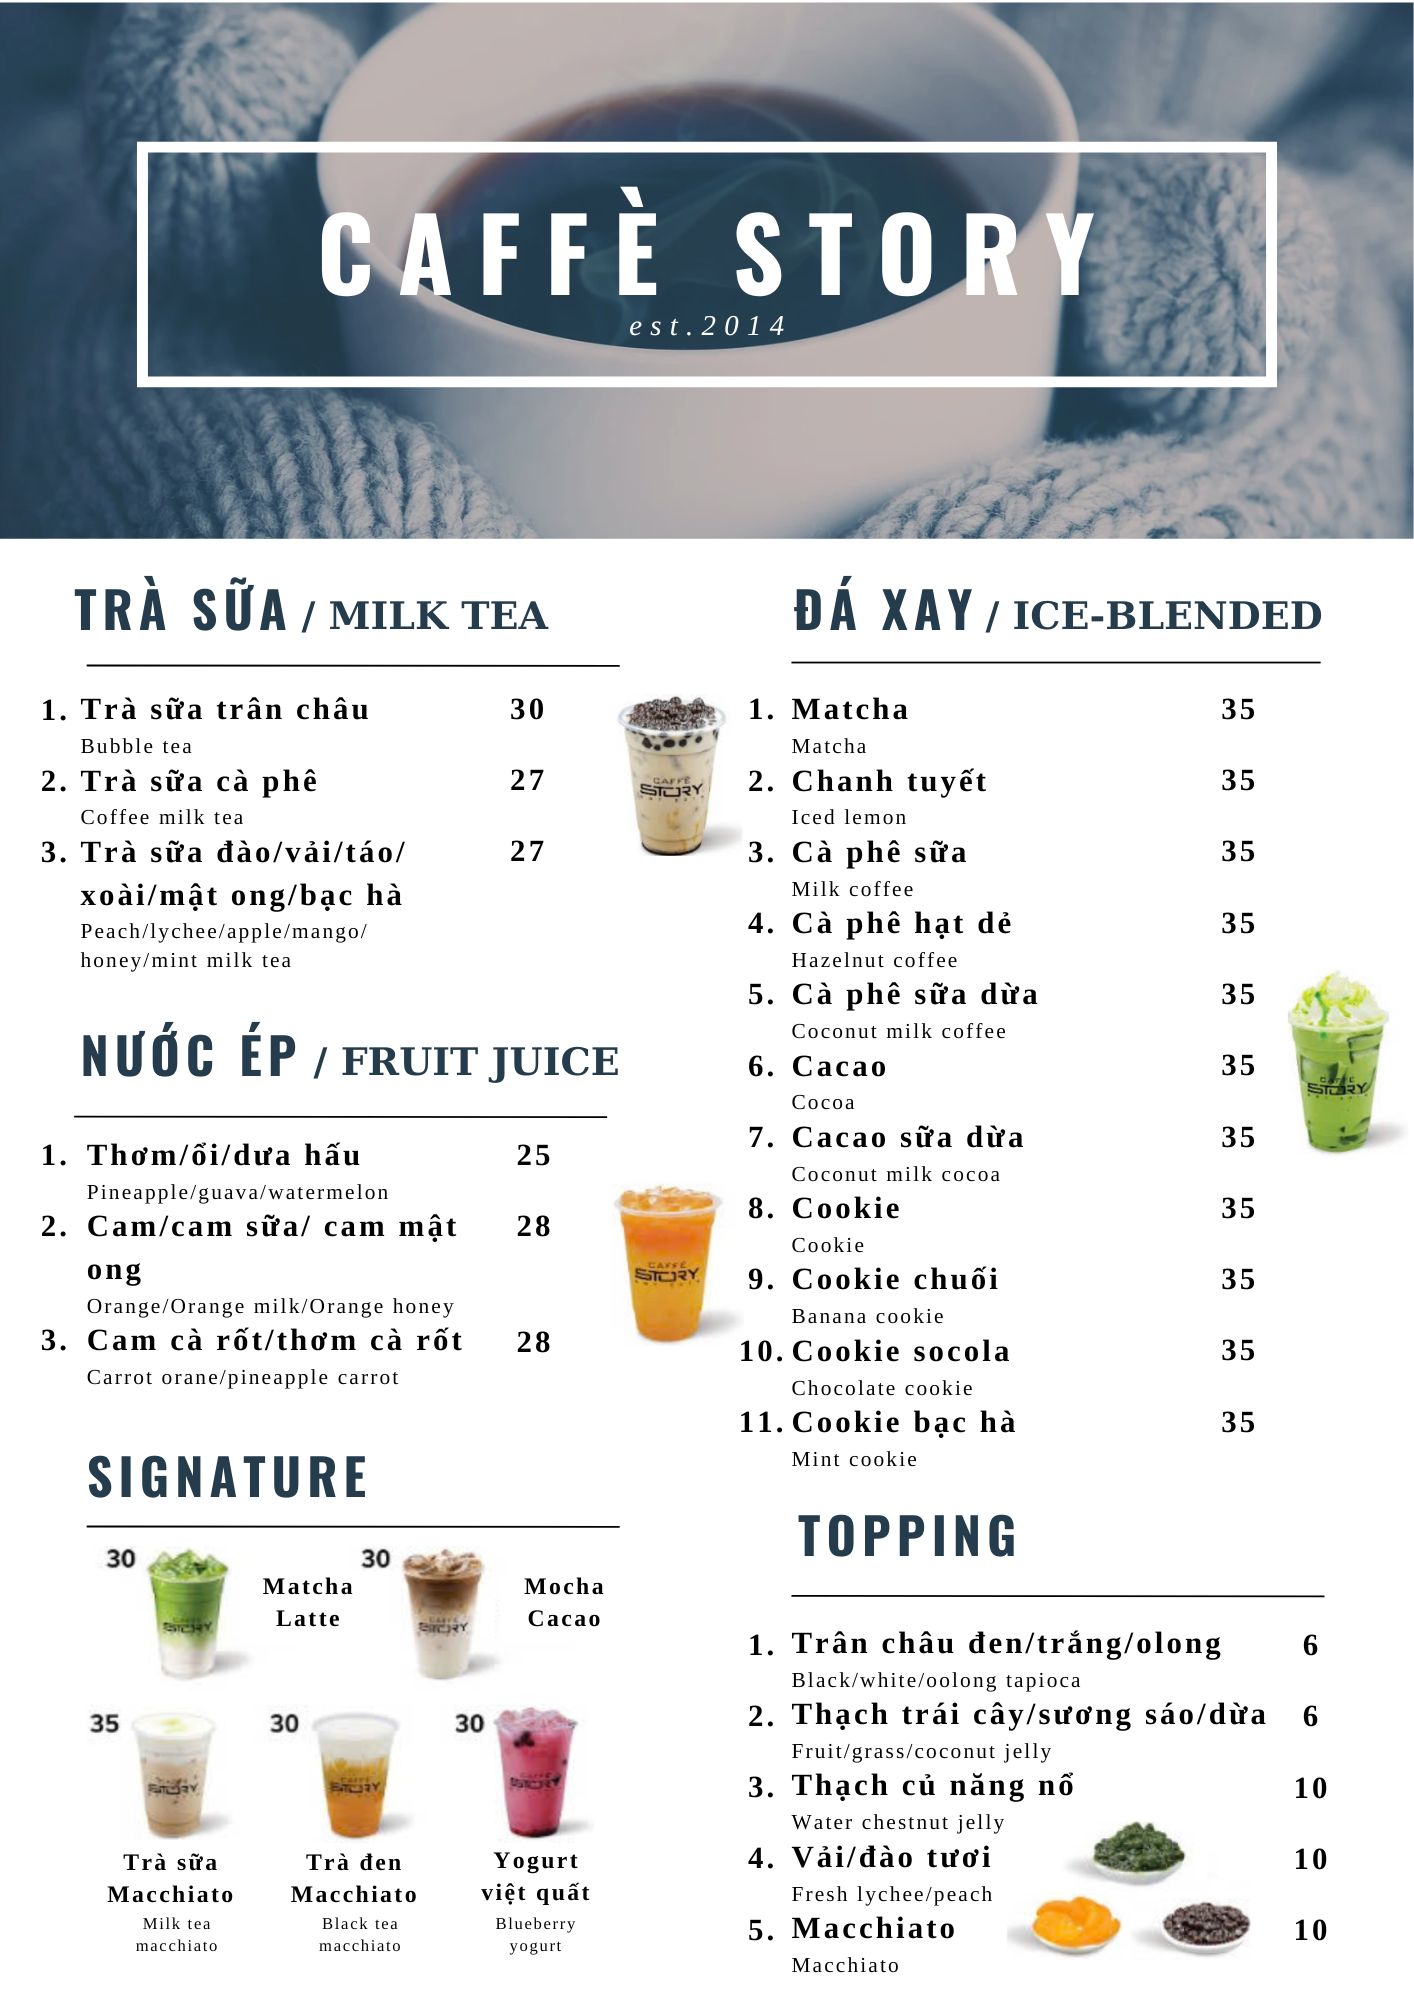 CAFFÈ STORY
est.2014
TRÀ SỮA / MILK TEA
1. Trà sữa trân châu 30
Bubble tea
2. Trà sữa cà phê 27
Coffee milk tea
3. Trà sữa đào/vải/táo/ 27
xoài/mật ong/bạc hà
Peach/lychee/apple/mango/
honey/mint milk tea
CAFFÈ
STORY
NƯỚC ÉP / FRUIT JUICE
1. Thơm/ổi/dưa hấu 25
Pineapple/guava/watermelon
2. Cam/cam sữa/ cam mật 28
ong
Orange/Orange milk/Orange honey
3. Cam cà rốt/thơm cà rốt 28
Carrot orane/pineapple carrot
CAFFÈ
STORY
SIGNATURE
30
Matcha
Latte
STORY
30
Mocha
Cacao
STORY
35
STORY
Trà sữa
Macchiato
Milk tea
macchiato
30
STORY
Trà đen
Macchiato
Black tea
macchiato
30
STORY
Yogurt
việt quất
Blueberry
yogurt
ĐÁ XAY / ICE-BLENDED
1. Matcha 35
Matcha
2. Chanh tuyết 35
Iced lemon
3. Cà phê sữa 35
Milk coffee
4. Cà phê hạt dẻ 35
Hazelnut coffee
5. Cà phê sữa dừa 35
Coconut milk coffee
6. Cacao 35
Cocoa
7. Cacao sữa dừa 35
Coconut milk cocoa
8. Cookie 35
Cookie
9. Cookie chuối 35
Banana cookie
10. Cookie socola 35
Chocolate cookie
11. Cookie bạc hà 35
Mint cookie
CAFFÈ
STORY
TOPPING
1. Trân châu đen/trắng/olong 6
Black/white/oolong tapioca
2. Thạch trái cây/sương sáo/dừa 6
Fruit/grass/coconut jelly
3. Thạch củ năng nổ 10
Water chestnut jelly
4. Vải/đào tươi 10
Fresh lychee/peach
5. Macchiato 10
Macchiato